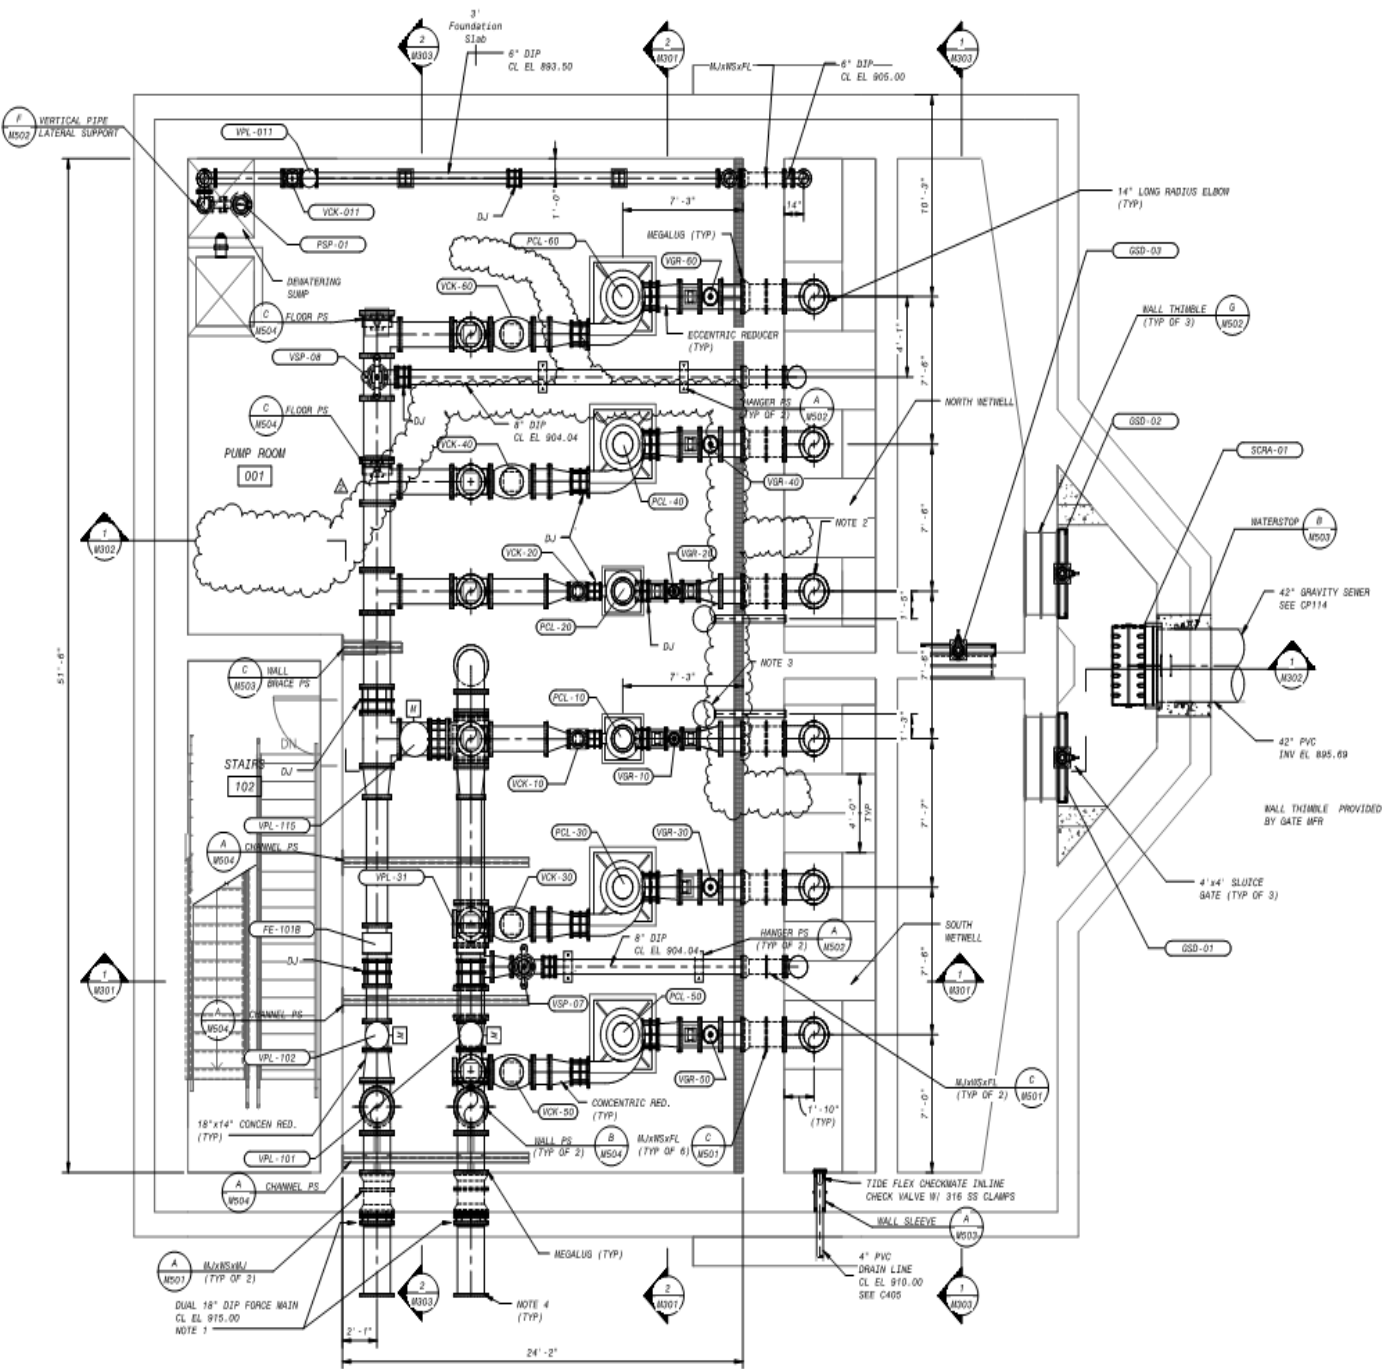 3'
Foundation
Slab
2
M303
2
M301
1
M303
6" DIP
CL EL 893.50
MJxWSxFL
6" DIP
CL EL 905.00
F
M502
VERTICAL PIPE
LATERAL SUPPORT
VPL-011
VCK-011
DJ
1'-0"
7'-3"
14"
10'-3"
14" LONG RADIUS ELBOW
(TYP)
PSP-01
PCL-60
MEGALUG (TYP)
VGR-60
GSD-03
DEWATERING
SUMP
VCK-60
C
M504
FLOOR PS
ECCENTRIC REDUCER
(TYP)
4'-1"
WALL THIMBLE
(TYP OF 3)
G
M502
VSP-08
7'-6"
C
M504
FLOOR PS
DJ
8" DIP
CL EL 904.04
HANGER PS
(TYP OF 2)
A
M502
NORTH WETWELL
GSD-02
PUMP ROOM
001
VCK-40
SCRA-01
VGR-40
PCL-40
7'-6"
NOTE 2
WATERSTOP
B
M503
1
M302
DJ
VCK-20
VGR-20
42" GRAVITY SEWER
SEE CP114
1'-5"
PCL-20
DJ
51'-6"
C
M503
WALL
BRACE PS
NOTE 3
7'-6"
1
M302
7'-3"
PCL-10
M
1'-3"
DN
STAIRS
102
DJ
42" PVC
INV EL 895.69
VCK-10
VGR-10
4'-0"
TYP
7'-7"
WALL THIMBLE PROVIDED
BY GATE MFR
VPL-115
PCL-30
VGR-30
A
M504
CHANNEL PS
VPL-31
VCK-30
4'x4' SLUICE
GATE (TYP OF 3)
FE-101B
8" DIP
CL EL 904.04
HANGER PS
(TYP OF 2)
A
M502
SOUTH
WETWELL
GSD-01
DJ
7'-6"
1
M301
1
M301
A
M504
CHANNEL PS
VSP-07
PCL-50
M
M
VPL-102
VGR-50
MJxWSxFL
(TYP OF 2)
C
M501
CONCENTRIC RED.
(TYP)
VCK-50
1'-10"
(TYP)
7'-0"
18"x14" CONCEN RED.
(TYP)
WALL PS
(TYP OF 2)
B
M504
MJxWSxFL
(TYP OF 6)
C
M501
VPL-101
A
M504
CHANNEL PS
TIDE FLEX CHECKMATE INLINE
CHECK VALVE W/ 316 SS CLAMPS
WALL SLEEVE
A
M503
MEGALUG (TYP)
A
M501
MJxWSxMJ
(TYP OF 2)
4" PVC
DRAIN LINE
CL EL 910.00
SEE C405
2
M303
2
M301
1
M303
DUAL 18" DIP FORCE MAIN
CL EL 915.00
NOTE 1
NOTE 4
(TYP)
2'-1"
24'-2"